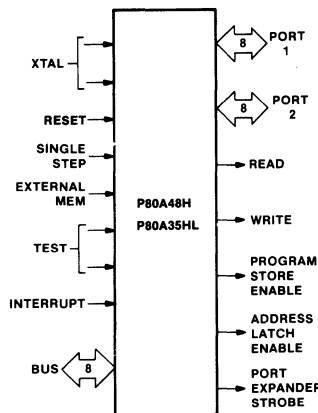 XTAL
RESET
SINGLE
STEP
EXTERNAL
MEM
TEST
INTERRUPT
BUS 8
P80A48H
P80A35HL
8 PORT
1
8 PORT
2
READ
WRITE
PROGRAM
STORE
ENABLE
ADDRESS
LATCH
ENABLE
PORT
EXPANDER
STROBE